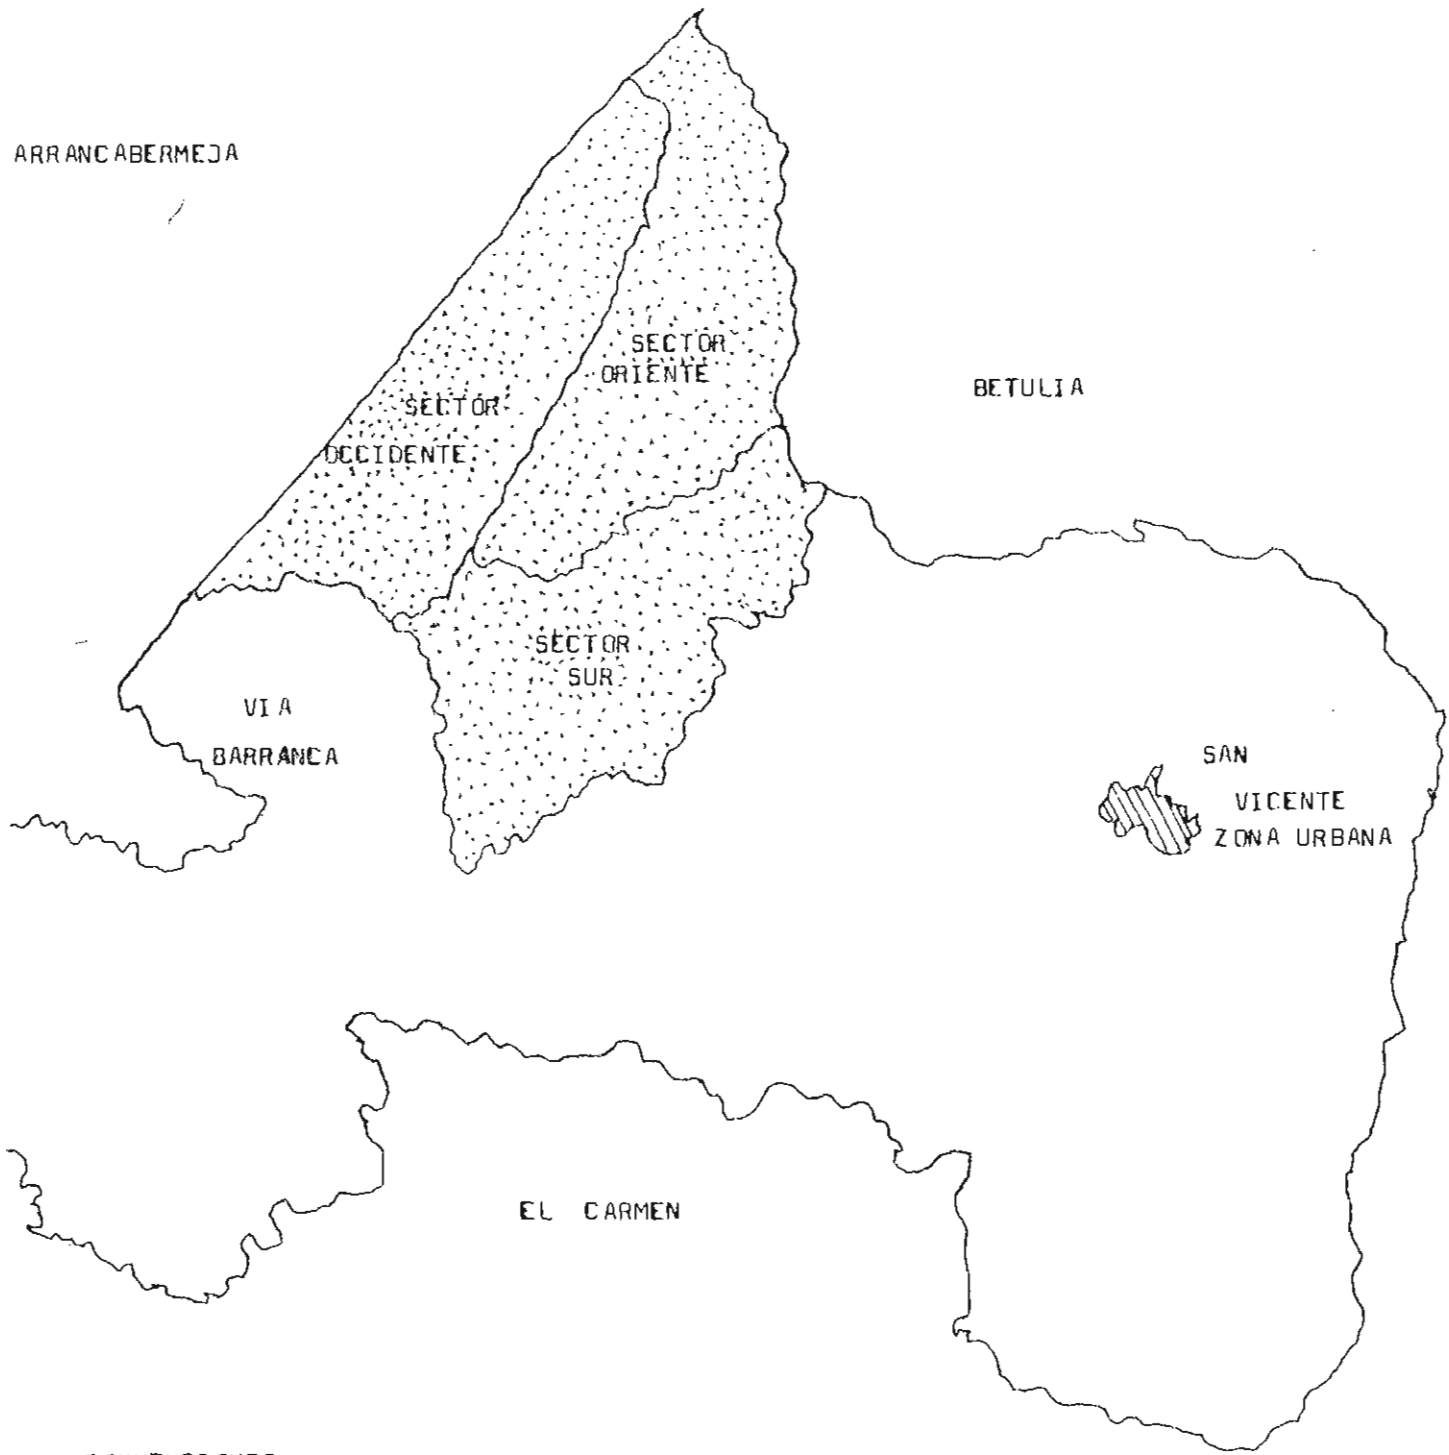 ARRANCABERMEJA
SECTOR
ORIENTE
BETULIA
SECTOR
OCCIDENTE
SECTOR
SUR
VIA
BARRANCA
SAN
VICENTE
ZONA URBANA
EL CARMEN